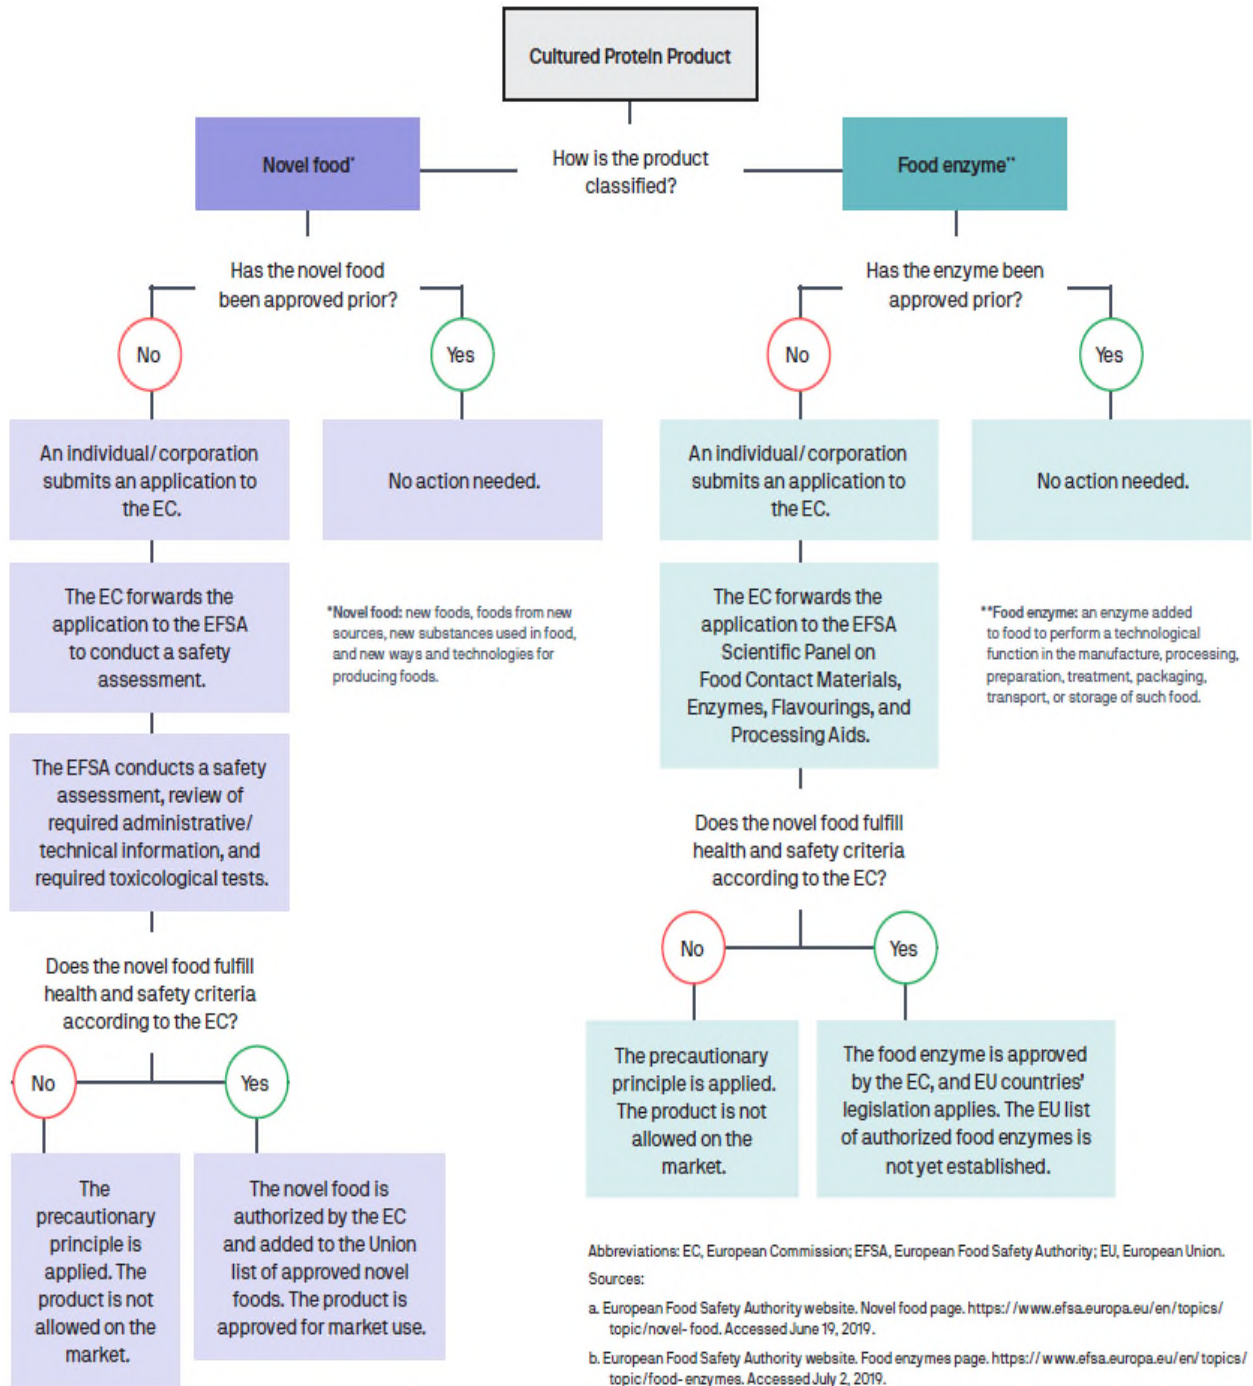 Cultured Protein Product
Novel food*
How is the product
classified?
Food enzyme**
Has the novel food
been approved prior?
No
Yes
An individual/corporation
submits an application to
the EC.
No action needed.
The EC forwards the
application to the EFSA
to conduct a safety
assessment.
*Novel food: new foods, foods from new
sources, new substances used in food,
and new ways and technologies for
producing foods.
The EFSA conducts a safety
assessment, review of
required administrative/
technical information, and
required toxicological tests.
Does the novel food fulfill
health and safety criteria
according to the EC?
No
Yes
The
precautionary
principle is
applied. The
product is not
allowed on the
market.
The novel food is
authorized by the EC
and added to the Union
list of approved novel
foods. The product is
approved for market use.
Has the enzyme been
approved prior?
No
Yes
An individual/corporation
submits an application to
the EC.
No action needed.
The EC forwards the
application to the EFSA
Scientific Panel on
Food Contact Materials,
Enzymes, Flavourings, and
Processing Aids.
**Food enzyme: an enzyme added
to food to perform a technological
function in the manufacture, processing,
preparation, treatment, packaging,
transport, or storage of such food.
Does the novel food fulfill
health and safety criteria
according to the EC?
No
Yes
The precautionary
principle is applied.
The product is not
allowed on the
market.
The food enzyme is approved
by the EC, and EU countries'
legislation applies. The EU list
of authorized food enzymes is
not yet established.
Abbreviations: EC, European Commission; EFSA, European Food Safety Authority; EU, European Union.
Sources:
a. European Food Safety Authority website. Novel food page. https://www.efsa.europa.eu/en/topics/
topic/novel-food. Accessed June 19, 2019.
b. European Food Safety Authority website. Food enzymes page. https://www.efsa.europa.eu/en/topics/
topic/food-enzymes. Accessed July 2, 2019.